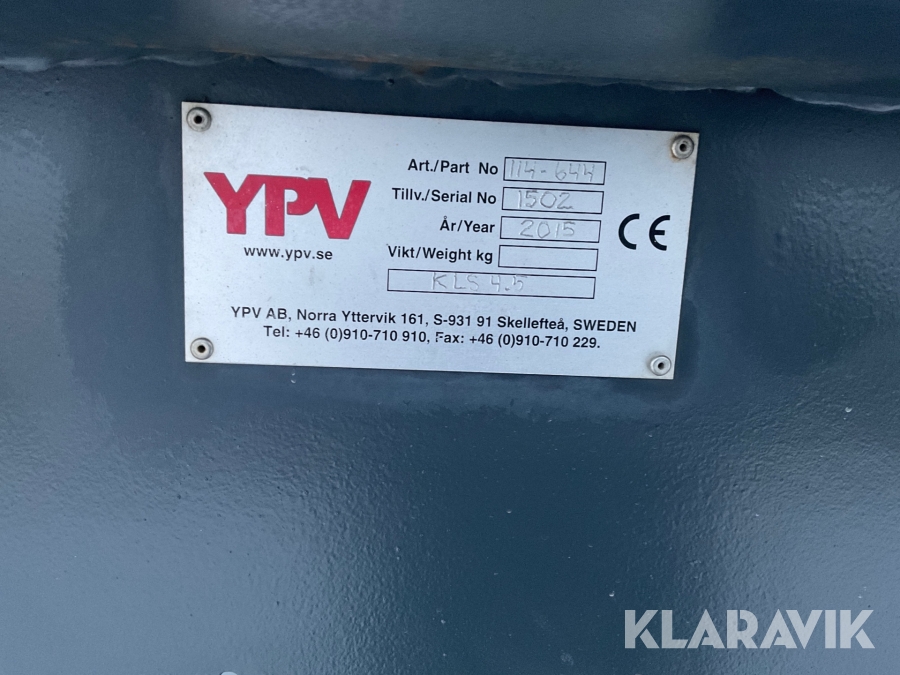 YPV
www.ypv.se
Art./Part No 114-644
Tillv./Serial No 1502
År/Year 2015
Vikt/Weight kg
KLS 4.5
CE
YPV AB, Norra Yttervik 161, S-931 91 Skellefteå, SWEDEN
Tel: +46 (0)910-710 910, Fax: +46 (0)910-710 229.
KLARAVIK